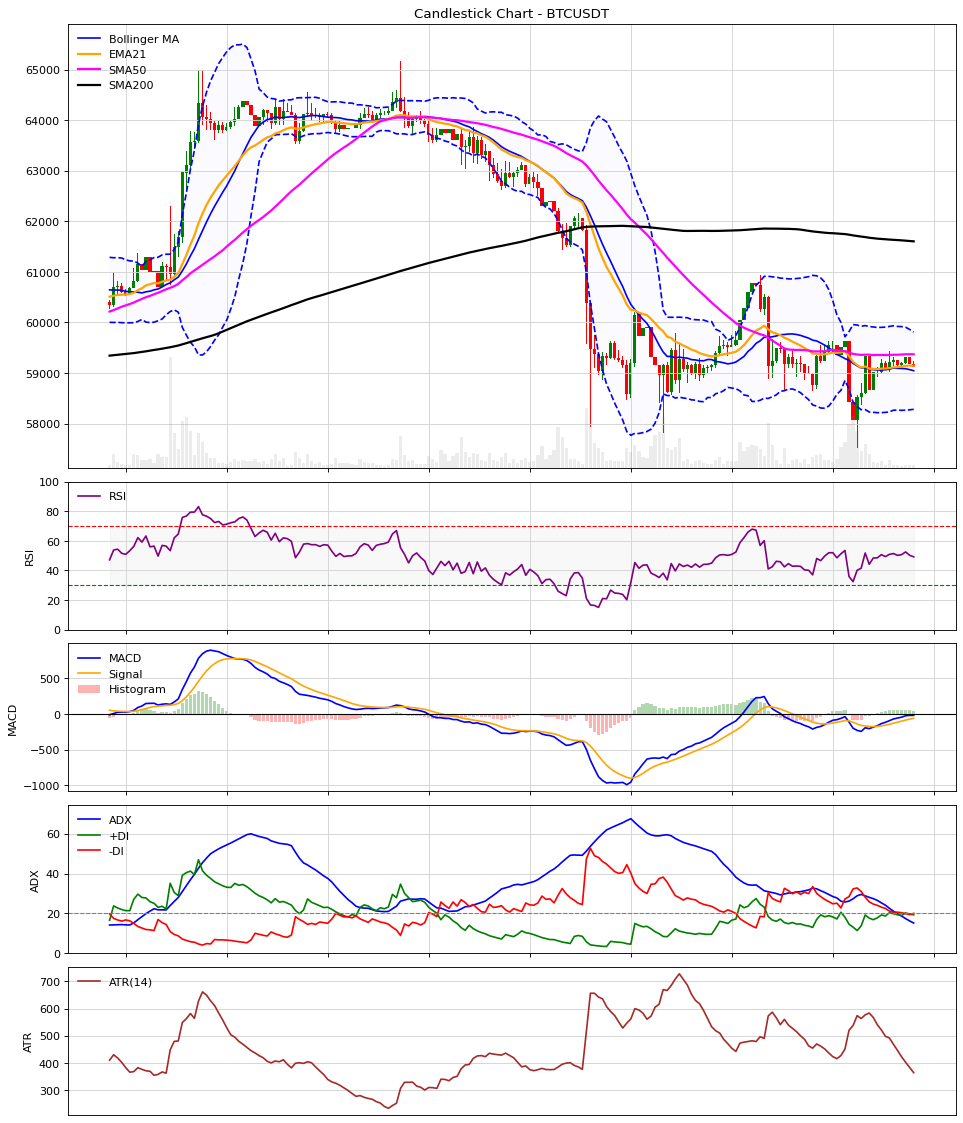 Candlestick Chart - BTCUSDT
Bollinger MA
EMA21
SMA50
SMA200
65000
64000
63000
62000
61000
60000
59000
58000
RSI
100
80
60
40
20
0
RSI
MACD
Signal
Histogram
500
0
−500
−1000
MACD
ADX
+DI
-DI
60
40
20
0
ADX
ATR(14)
700
600
500
400
300
ATR